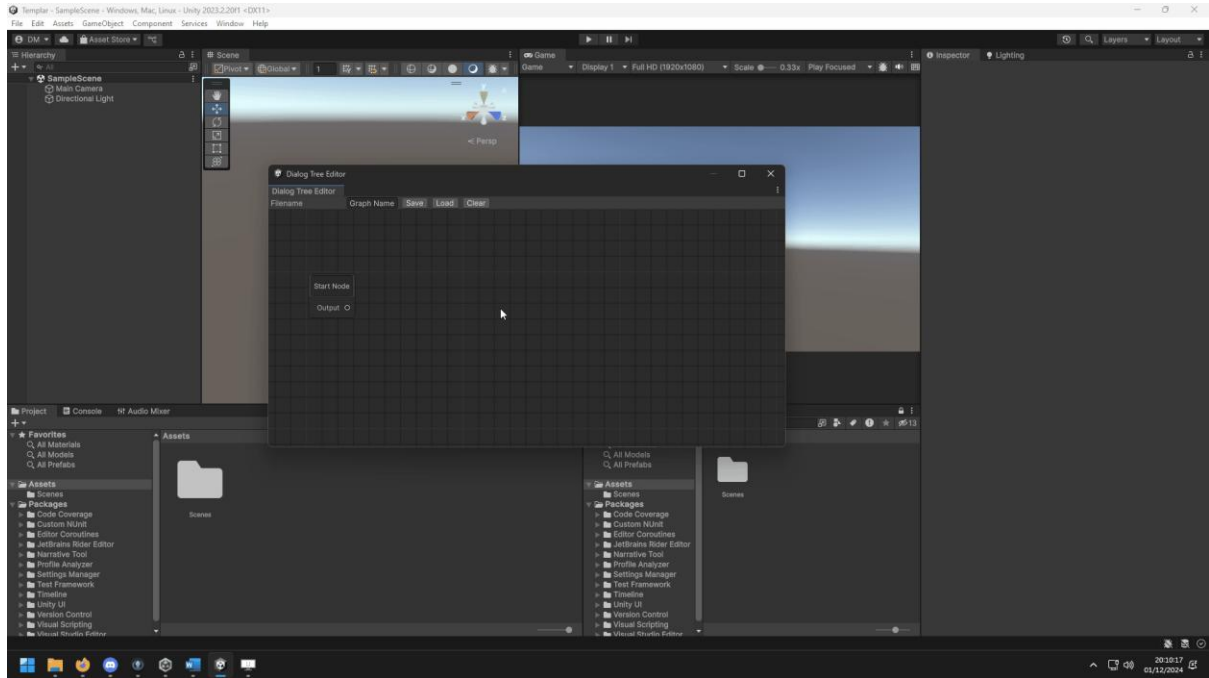 Templar - SampleScene - Windows, Mac, Linux - Unity 2023.2.20f1 <DX11>
File Edit Assets GameObject Component Services Window Help
DM Asset Store Layers Layout
Hierarchy
All
SampleScene
Main Camera
Directional Light
Scene
Pivot Global 1
Persp
Game
Game Display 1 Full HD (1920x1080) Scale 0.33x Play Focused
Inspector Lighting
Dialog Tree Editor
Dialog Tree Editor
Filename Graph Name Save Load Clear
Start Node
Output
Project Console Audio Mixer
13
Favorites
All Materials
All Models
All Prefabs
Assets
Scenes
Packages
Code Coverage
Custom NUnit
Editor Coroutines
JetBrains Rider Editor
Narrative Tool
Profile Analyzer
Settings Manager
Test Framework
Timeline
Unity UI
Version Control
Visual Scripting
Visual Studio Editor
Assets
Scenes
All Models
All Prefabs
Assets
Scenes
Packages
Code Coverage
Custom NUnit
Editor Coroutines
JetBrains Rider Editor
Narrative Tool
Profile Analyzer
Settings Manager
Test Framework
Timeline
Unity UI
Version Control
Visual Scripting
Visual Studio Editor
Scenes
20:10:17
01/12/2024